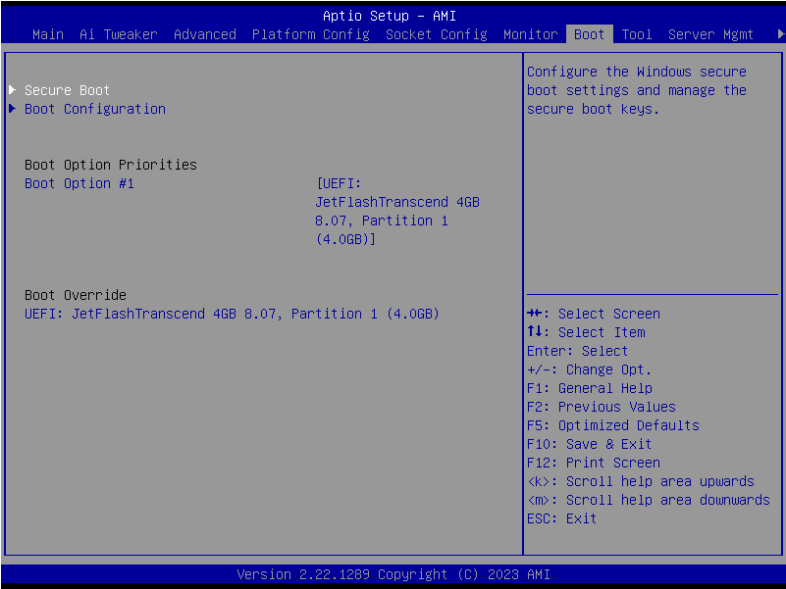 Aptio Setup - AMI
Main Ai Tweaker Advanced Platform Config Socket Config Monitor Boot Tool Server Mgmt
Secure Boot
Boot Configuration
Boot Option Priorities
Boot Option #1 [UEFI:
JetFlashTranscend 4GB
8.07, Partition 1
(4.0GB)]
Boot Override
UEFI: JetFlashTranscend 4GB 8.07, Partition 1 (4.0GB)
Configure the Windows secure
boot settings and manage the
secure boot keys.
→←: Select Screen
↑↓: Select Item
Enter: Select
+/-: Change Opt.
F1: General Help
F2: Previous Values
F5: Optimized Defaults
F10: Save & Exit
F12: Print Screen
<k>: Scroll help area upwards
<m>: Scroll help area downwards
ESC: Exit
Version 2.22.1289 Copyright (C) 2023 AMI